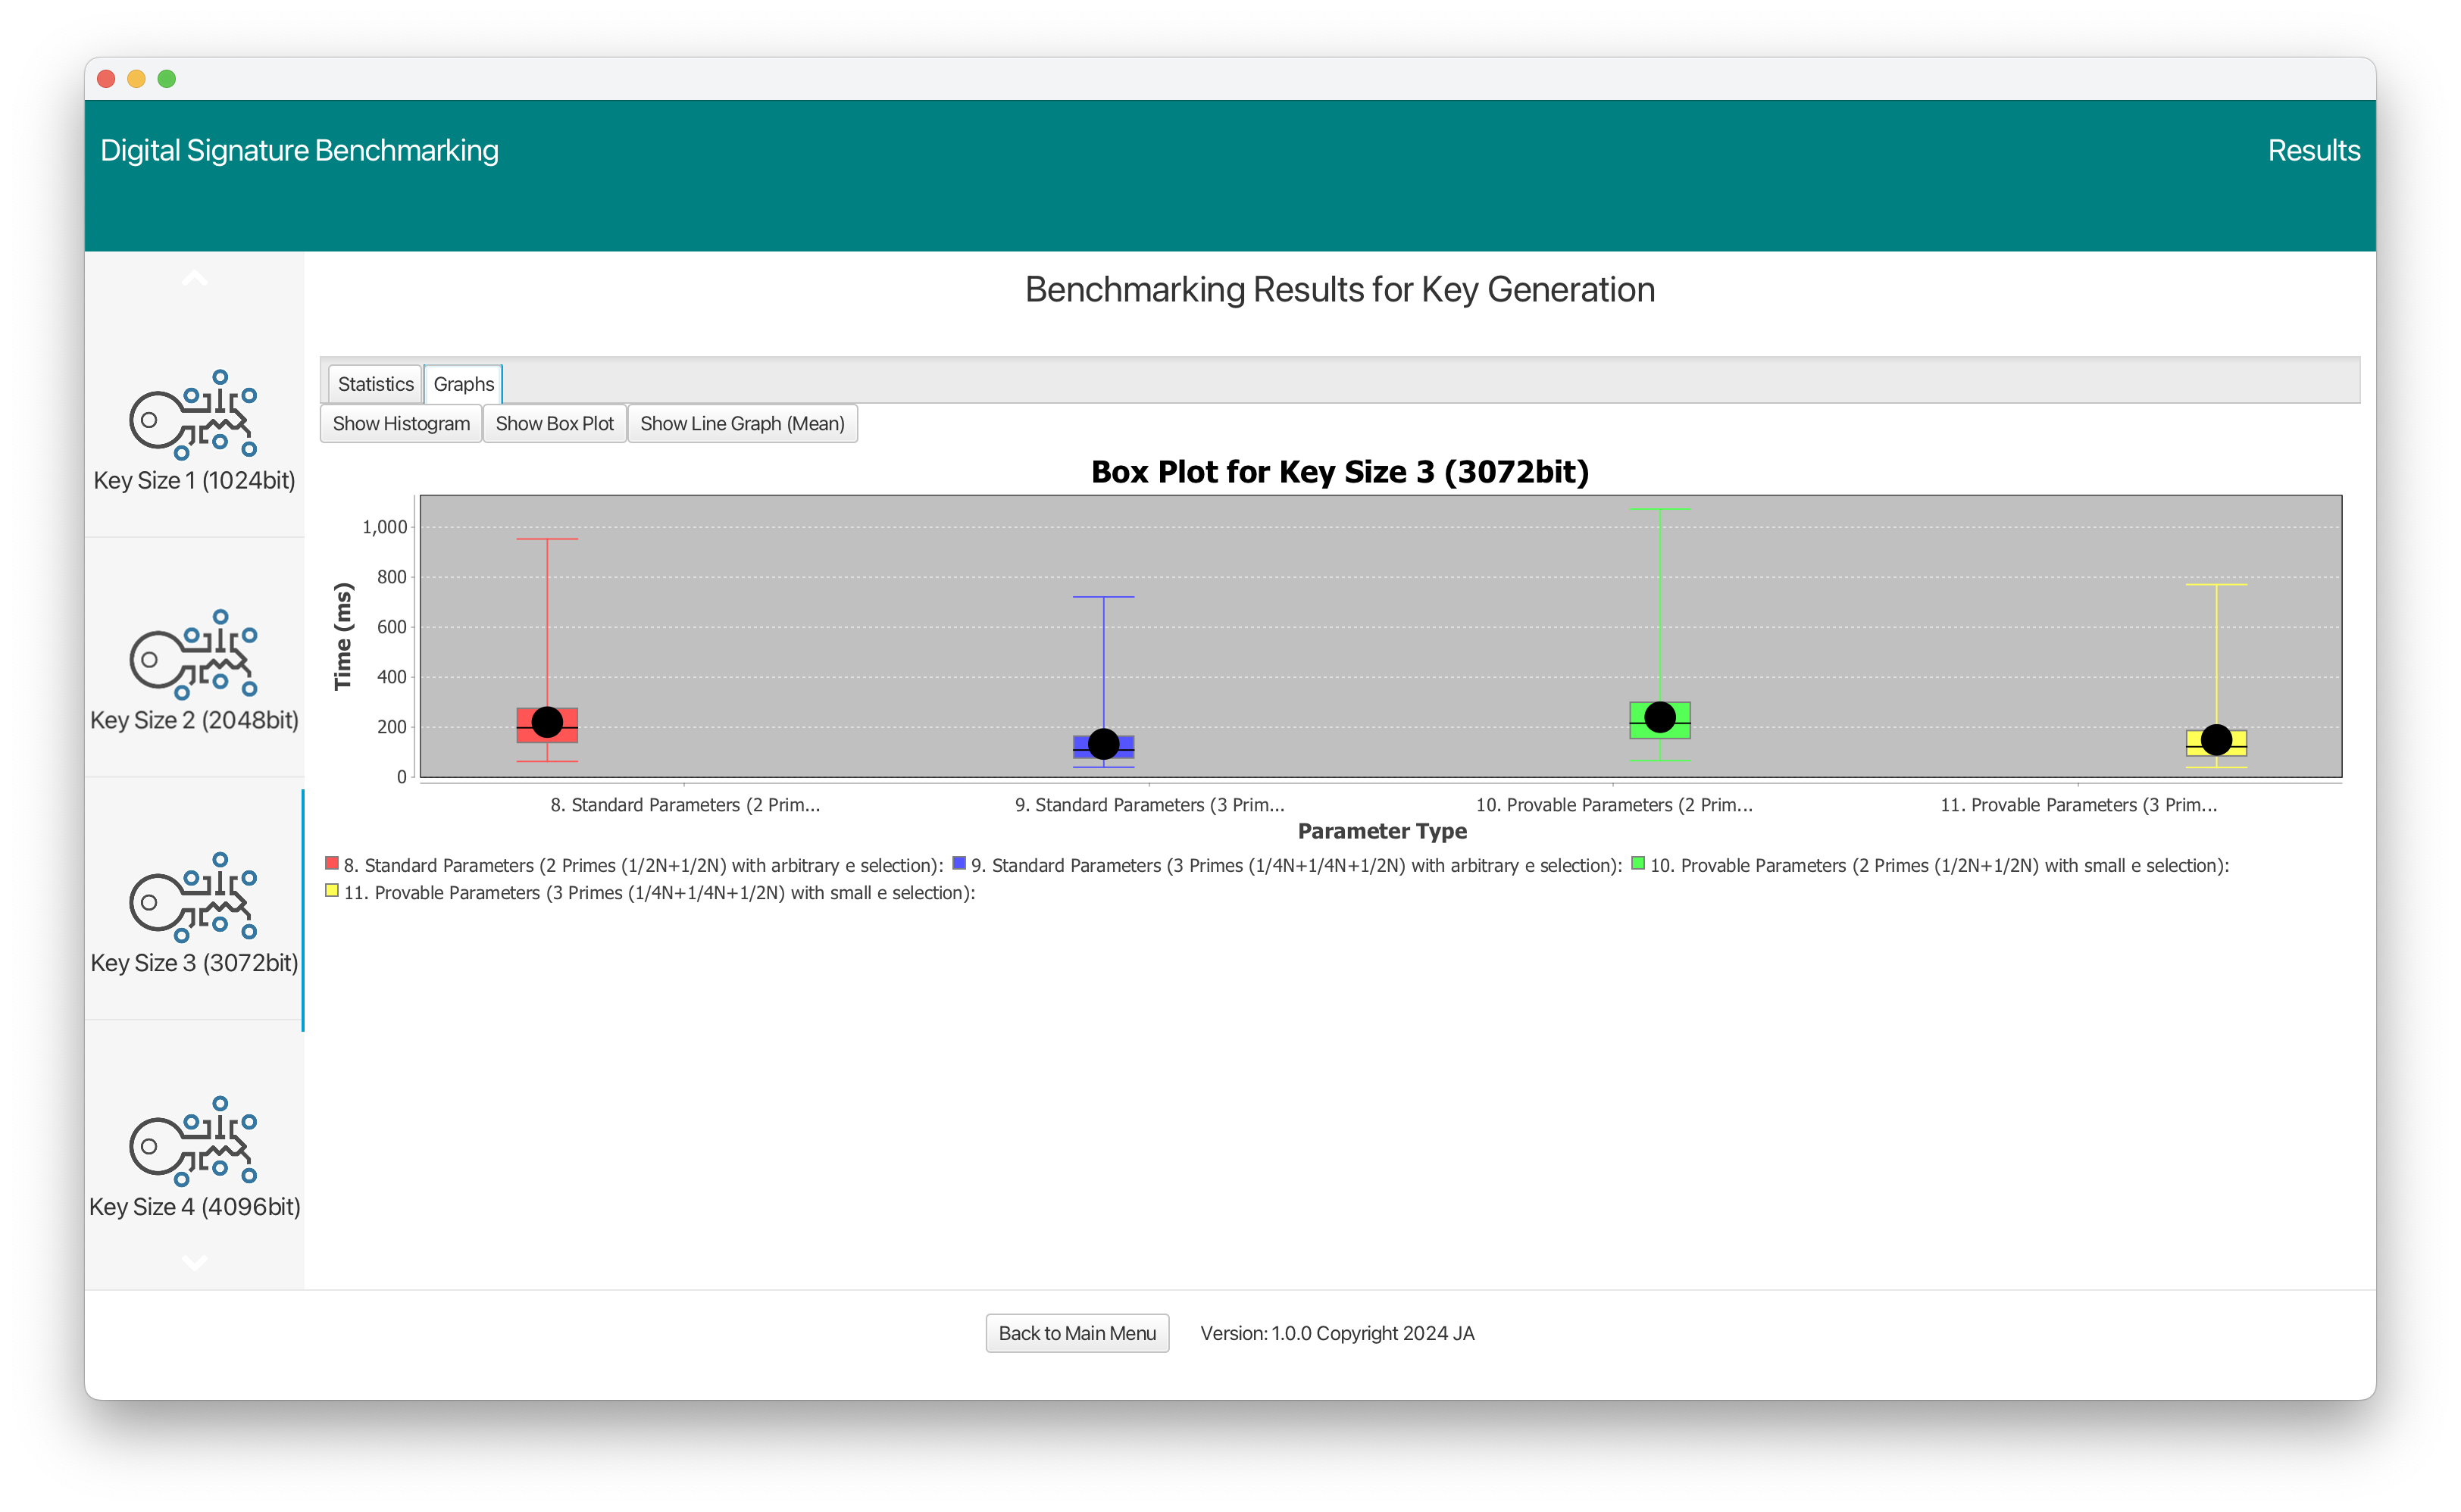 Digital Signature Benchmarking
Results
Key Size 1 (1024bit)
Key Size 2 (2048bit)
Key Size 3 (3072bit)
Key Size 4 (4096bit)
Benchmarking Results for Key Generation
Statistics
Graphs
Show Histogram
Show Box Plot
Show Line Graph (Mean)
Box Plot for Key Size 3 (3072bit)
Time (ms)
1,000
800
600
400
200
0
8. Standard Parameters (2 Prim...
9. Standard Parameters (3 Prim...
10. Provable Parameters (2 Prim...
11. Provable Parameters (3 Prim...
Parameter Type
8. Standard Parameters (2 Primes (1/2N+1/2N) with arbitrary e selection):
9. Standard Parameters (3 Primes (1/4N+1/4N+1/2N) with arbitrary e selection):
10. Provable Parameters (2 Primes (1/2N+1/2N) with small e selection):
11. Provable Parameters (3 Primes (1/4N+1/4N+1/2N) with small e selection):
Back to Main Menu
Version: 1.0.0 Copyright 2024 JA